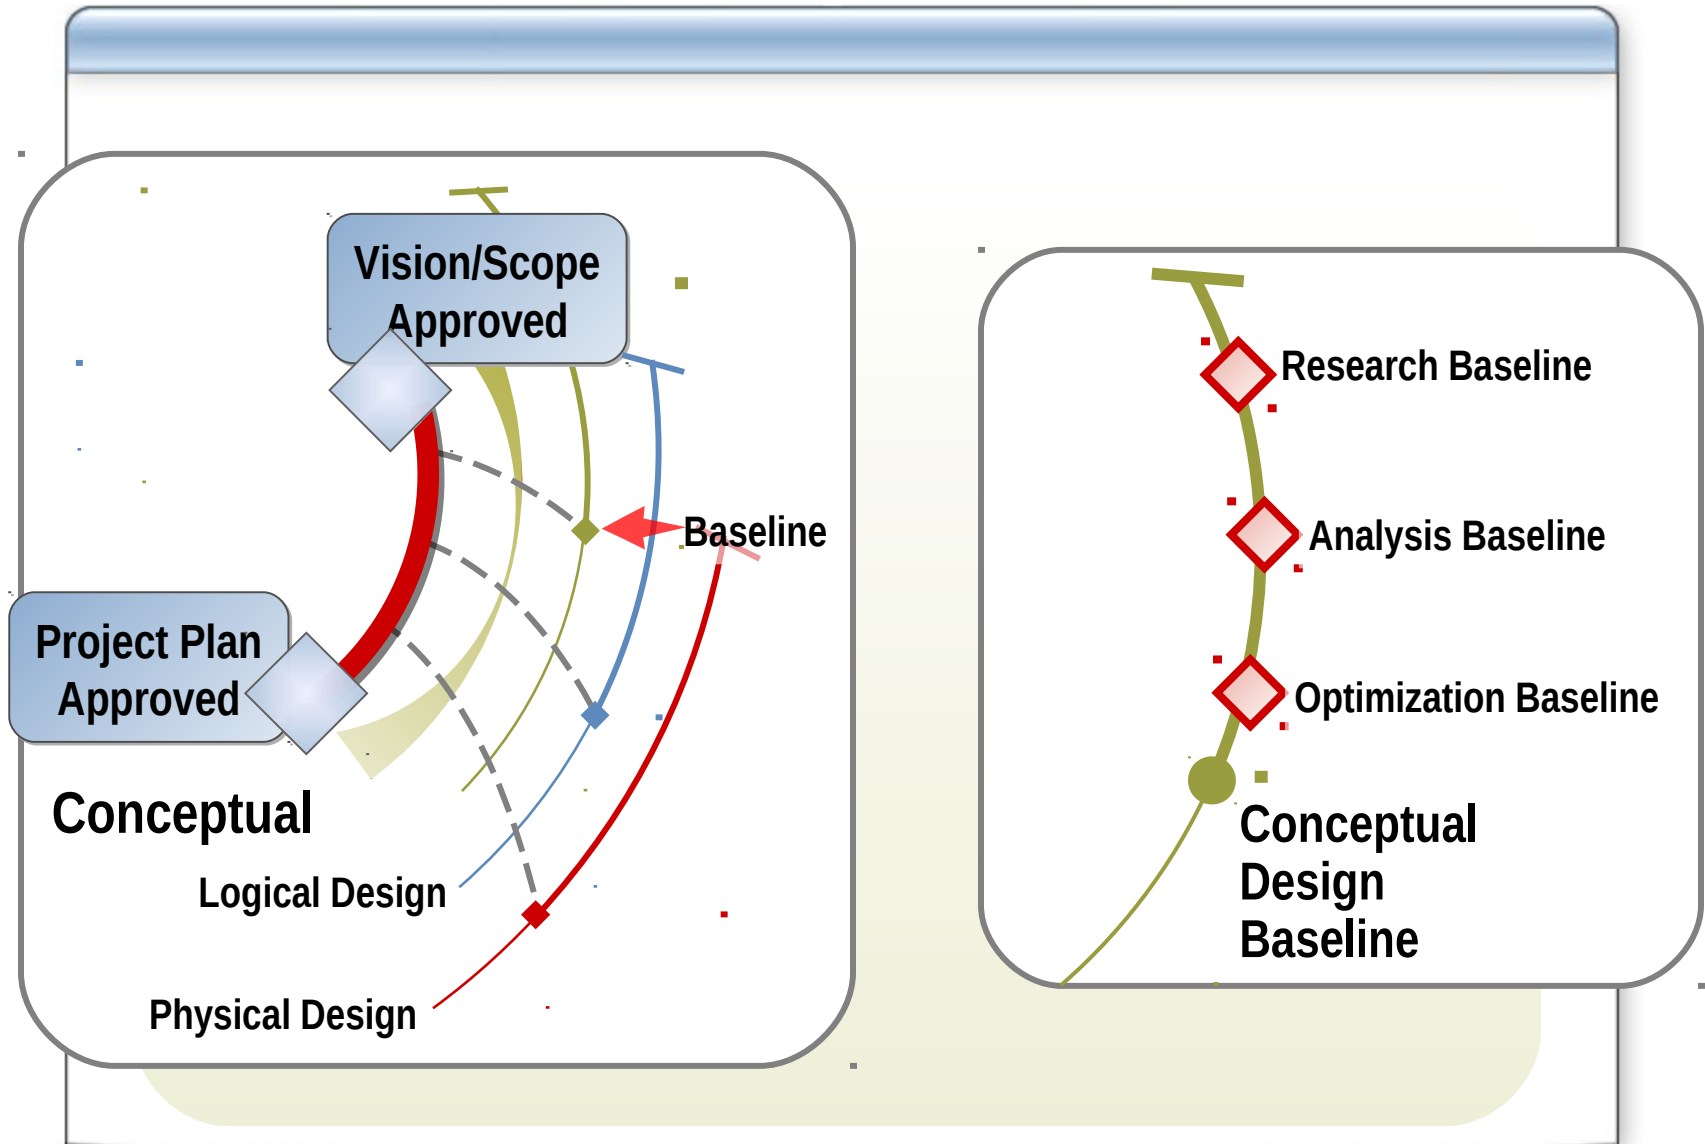 Vision/Scope
Approved
Baseline
Project Plan
Approved
Conceptual
Logical Design
Physical Design
Research Baseline
Analysis Baseline
Optimization Baseline
Conceptual
Design
Baseline